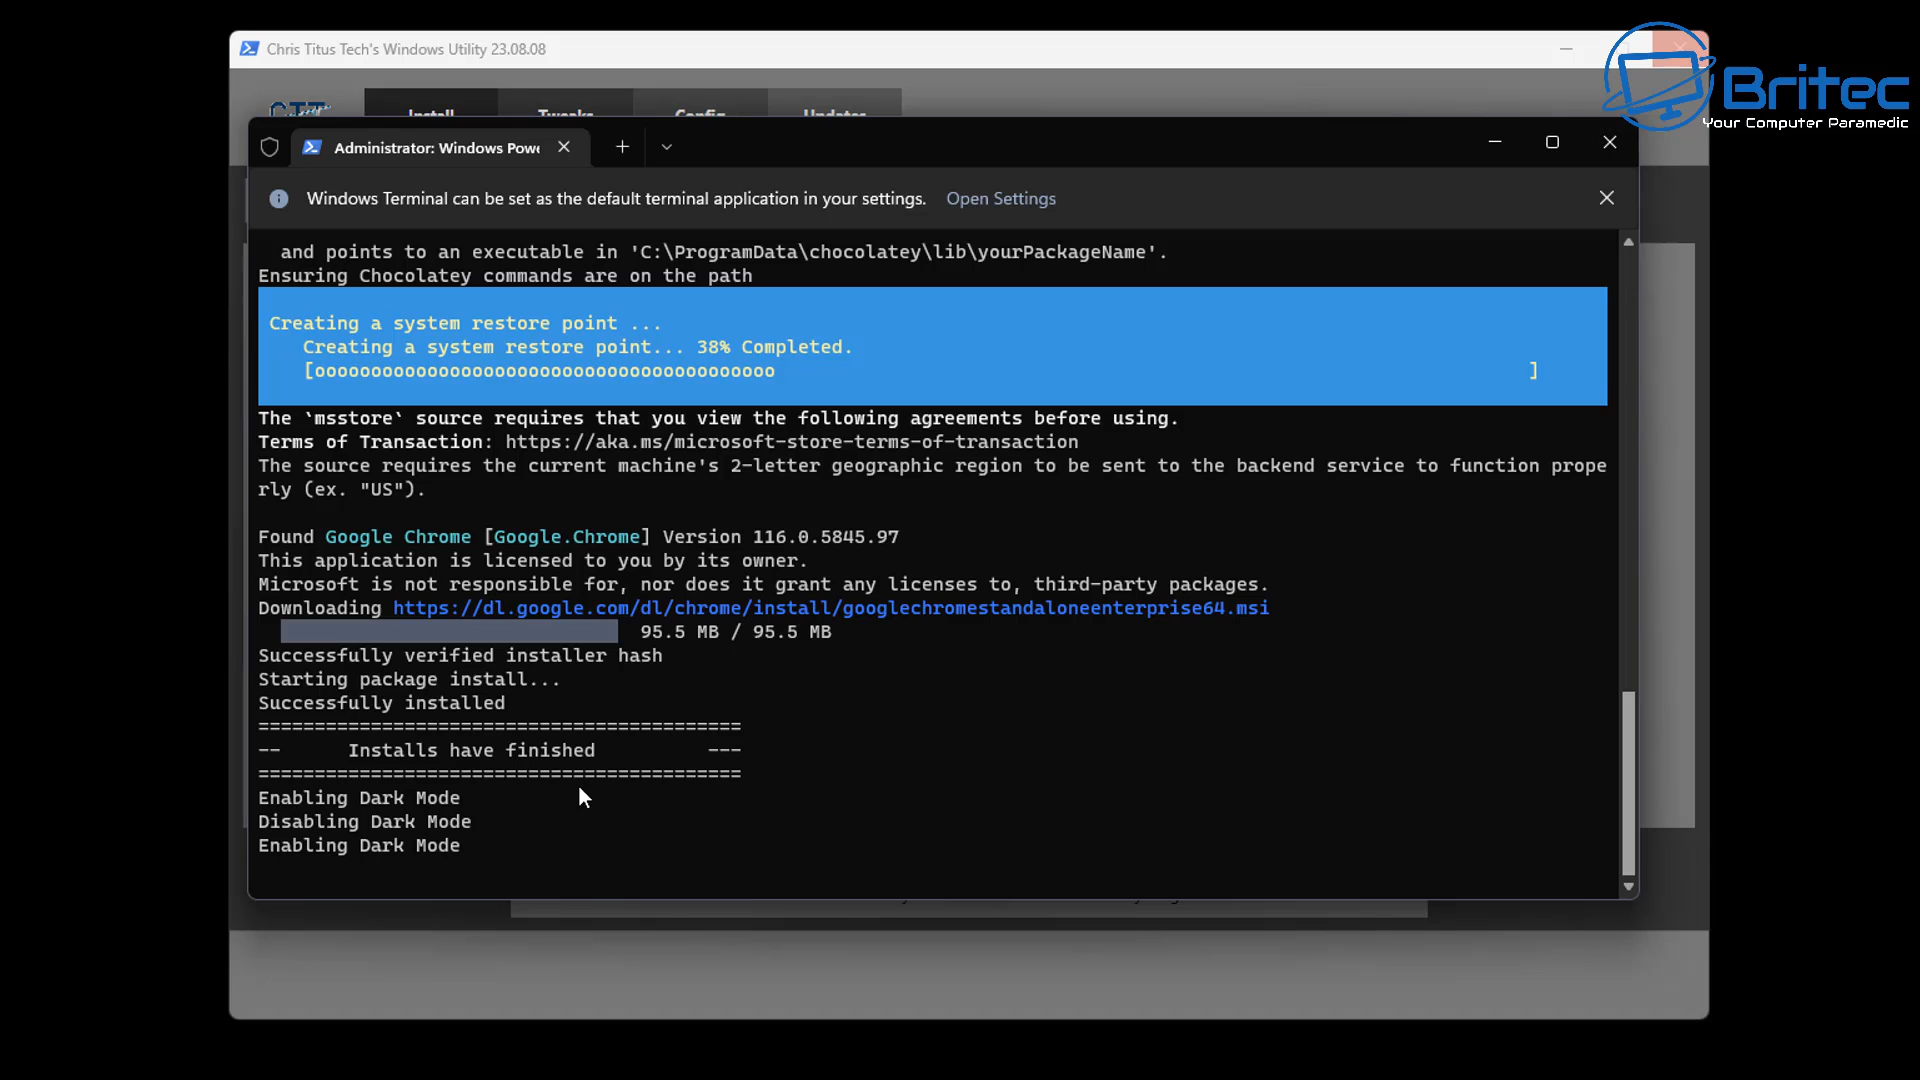 Chris Titus Tech's Windows Utility 23.08.08
Britec
Your Computer Paramedic
CTT
Install Tweaks Config Updates
Administrator: Windows Powe
Windows Terminal can be set as the default terminal application in your settings. Open Settings
and points to an executable in 'C:\ProgramData\chocolatey\lib\yourPackageName'.
Ensuring Chocolatey commands are on the path
Creating a system restore point ...
Creating a system restore point... 38% Completed.
[ooooooooooooooooooooooooooooooooooooooooo ]
The `msstore` source requires that you view the following agreements before using.
Terms of Transaction: https://aka.ms/microsoft-store-terms-of-transaction
The source requires the current machine's 2-letter geographic region to be sent to the backend service to function prope
rly (ex. "US").
Found Google Chrome [Google.Chrome] Version 116.0.5845.97
This application is licensed to you by its owner.
Microsoft is not responsible for, nor does it grant any licenses to, third-party packages.
Downloading https://dl.google.com/dl/chrome/install/googlechromestandaloneenterprise64.msi
95.5 MB / 95.5 MB
Successfully verified installer hash
Starting package install...
Successfully installed
===========================================
-- Installs have finished ---
===========================================
Enabling Dark Mode
Disabling Dark Mode
Enabling Dark Mode